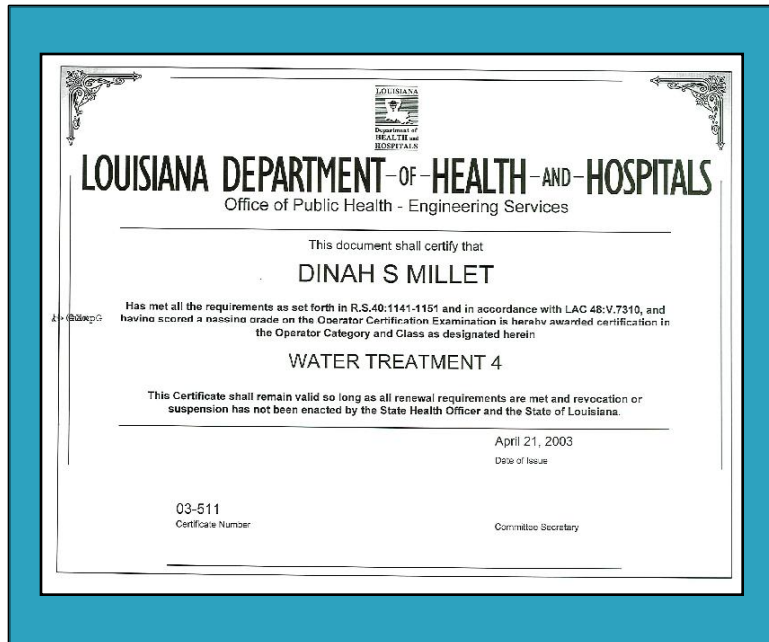 LOUISIANA
Department of
HEALTH and
HOSPITALS
LOUISIANA DEPARTMENT-OF-HEALTH-AND-HOSPITALS
Office of Public Health - Engineering Services
This document shall certify that
DINAH S MILLET
Has met all the requirements as set forth in R.S.40:1141-1151 and in accordance with LAC 48:V.7310, and
having scored a passing grade on the Operator Certification Examination is hereby awarded certification in
the Operator Category and Class as designated herein
WATER TREATMENT 4
This Certificate shall remain valid so long as all renewal requirements are met and revocation or
suspension has not been enacted by the State Health Officer and the State of Louisiana.
April 21, 2003
Date of Issue
03-511
Certificate Number
Committee Secretary